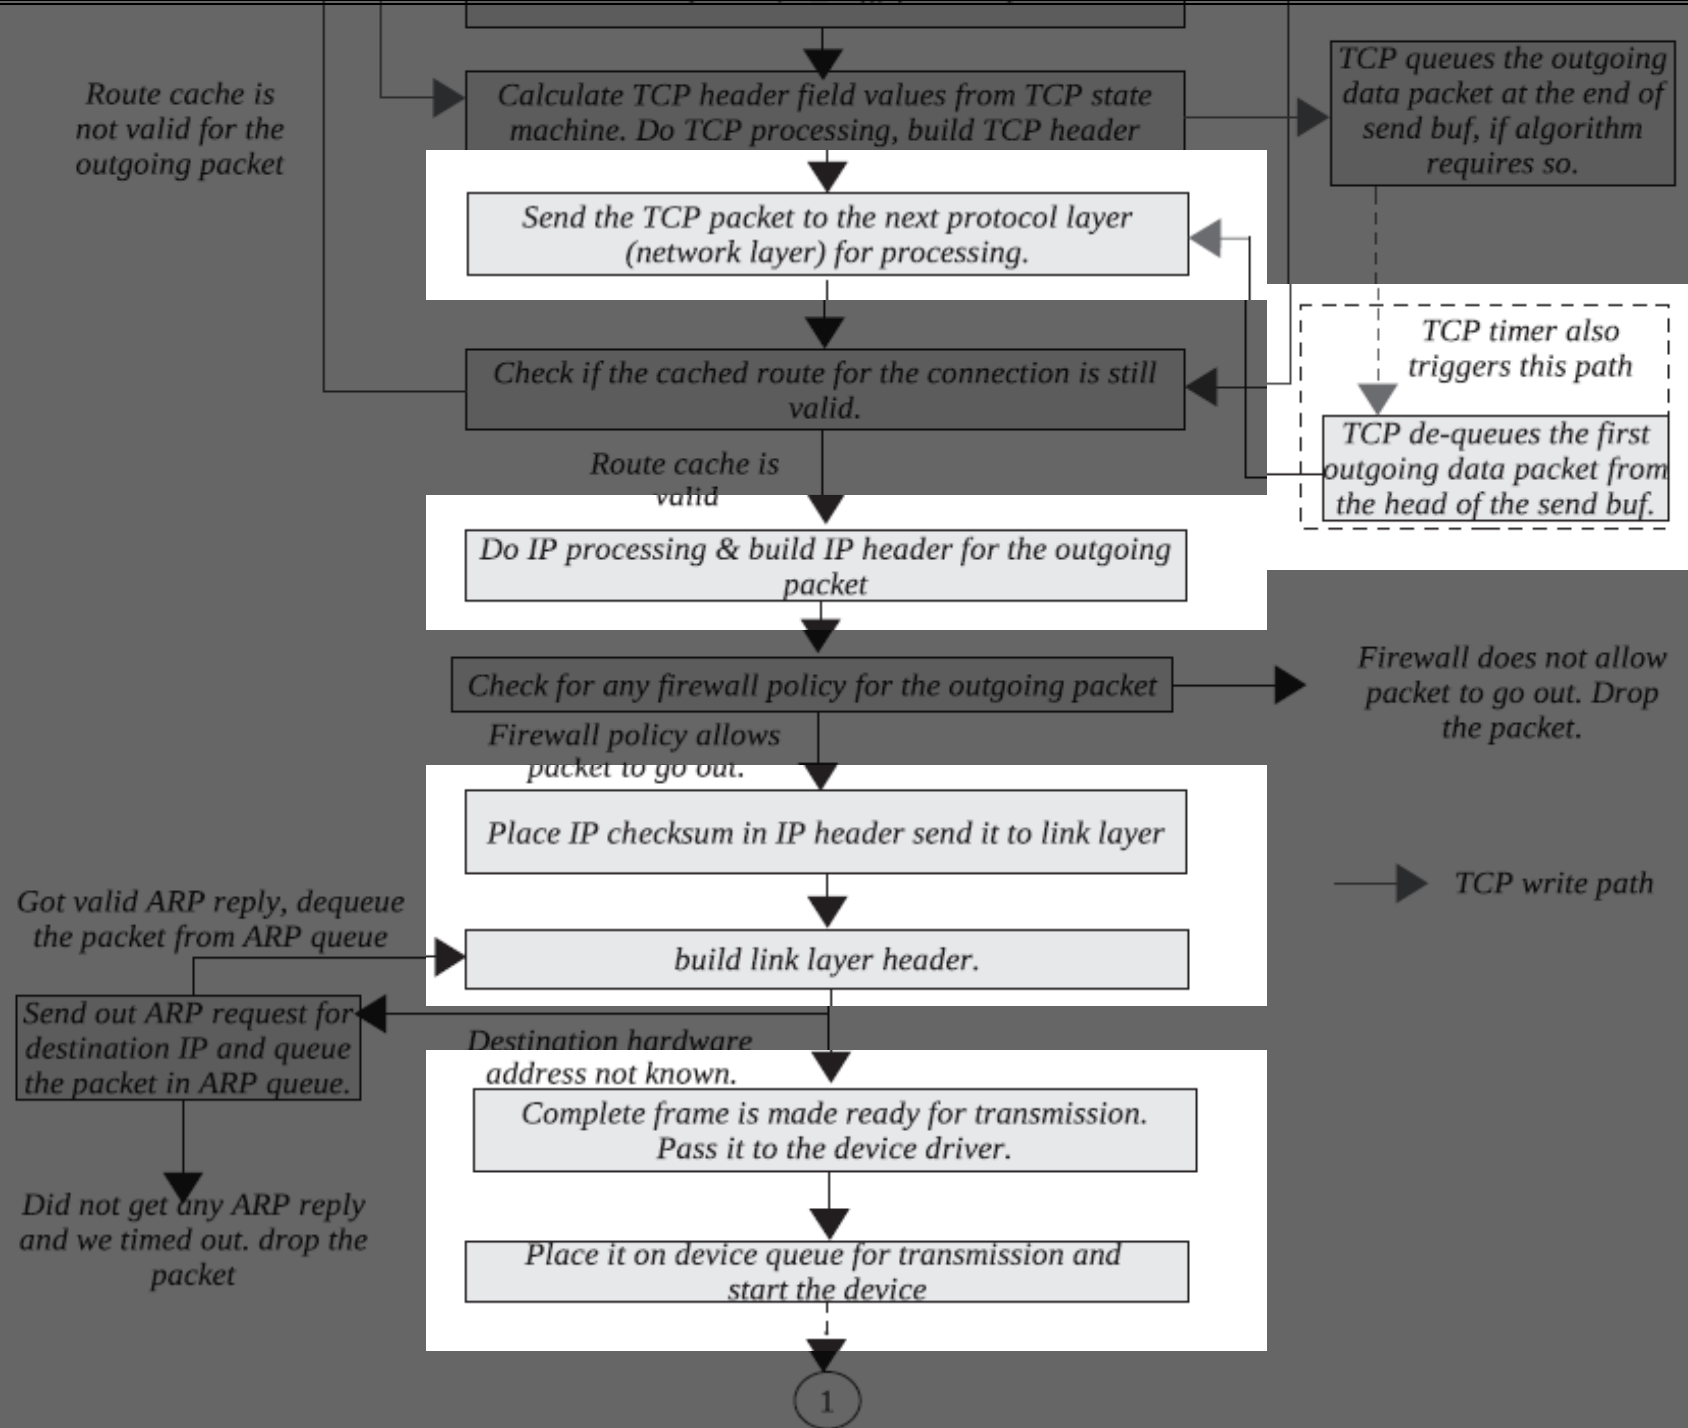 Route cache is
not valid for the
outgoing packet
Calculate TCP header field values from TCP state
machine. Do TCP processing, build TCP header
TCP queues the outgoing
data packet at the end of
send buf, if algorithm
requires so.
Send the TCP packet to the next protocol layer
(network layer) for processing.
TCP timer also
triggers this path
Check if the cached route for the connection is still
valid.
TCP de-queues the first
outgoing data packet from
the head of the send buf.
Route cache is
valid
Do IP processing & build IP header for the outgoing
packet
Check for any firewall policy for the outgoing packet
Firewall does not allow
packet to go out. Drop
the packet.
Firewall policy allows
packet to go out.
Place IP checksum in IP header send it to link layer
TCP write path
Got valid ARP reply, dequeue
the packet from ARP queue
build link layer header.
Send out ARP request for
destination IP and queue
the packet in ARP queue.
Destination hardware
address not known.
Complete frame is made ready for transmission.
Pass it to the device driver.
Did not get any ARP reply
and we timed out. drop the
packet
Place it on device queue for transmission and
start the device
1